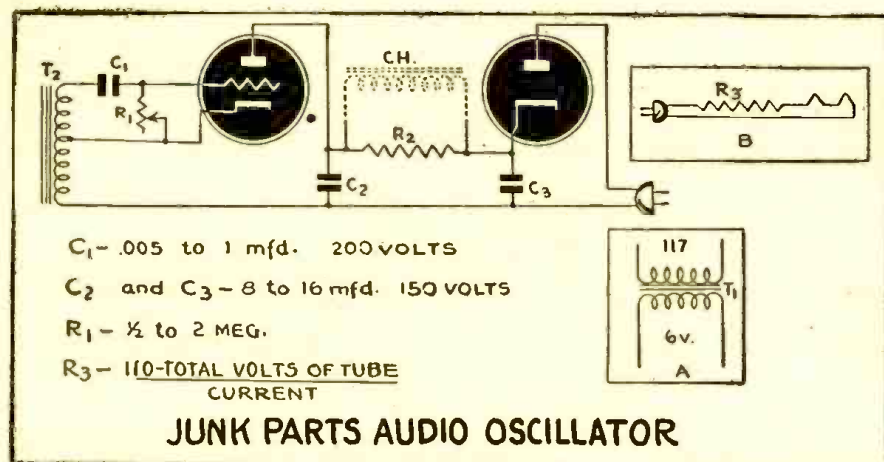 T2
C1
R1
CH.
R2
C2
C3
R3
B
117
T1
6v.
A
C1 - .005 to 1 mfd. 200 VOLTS
C2 and C3 - 8 to 16 mfd. 150 VOLTS
R1 - ½ to 2 MEG.
R3 - 110-TOTAL VOLTS OF TUBE
CURRENT
JUNK PARTS AUDIO OSCILLATOR